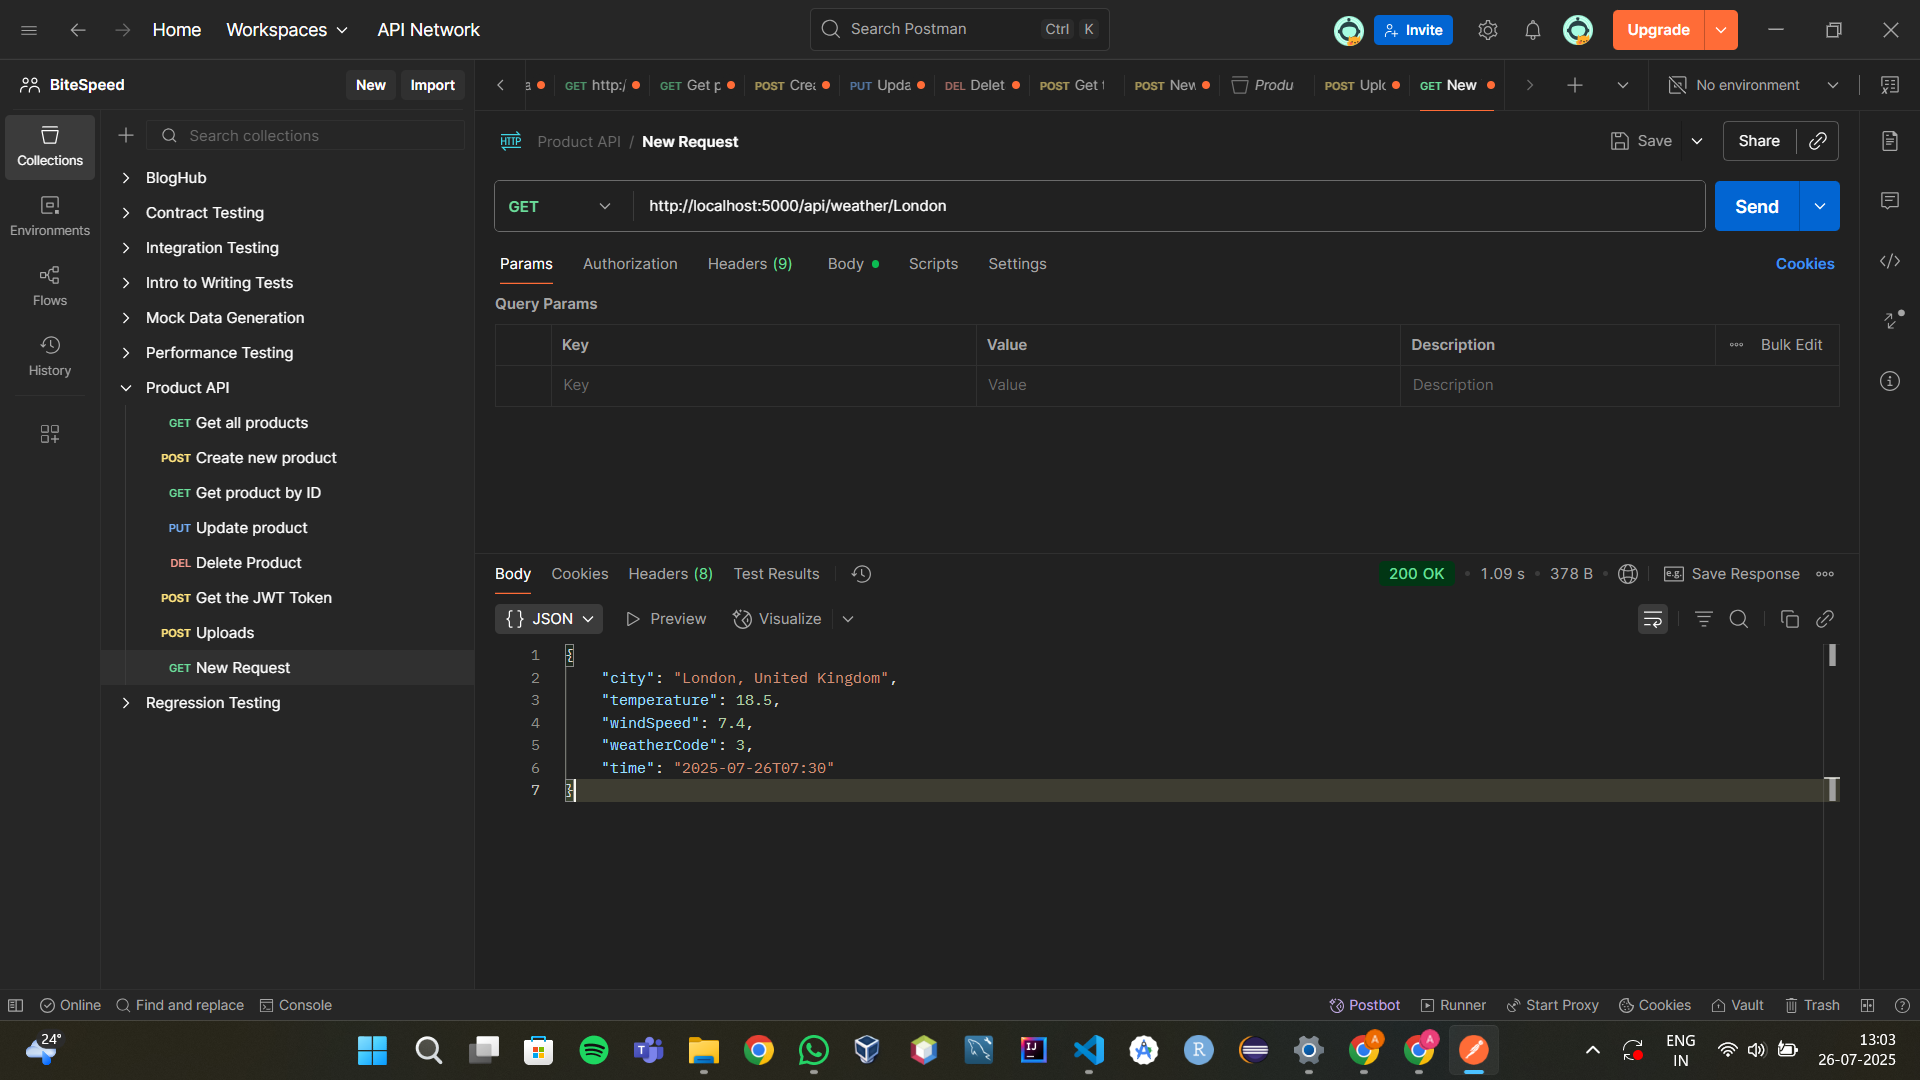 Home
Workspaces
API Network
Search Postman
Ctrl K
Invite
Upgrade
BiteSpeed
New
Import
a
GET http:/
GET Get p
POST Crea
PUT Upda
DEL Delet
POST Get t
POST New
Produ
POST Uplo
GET New
No environment
Collections
Environments
Flows
History
Search collections
BlogHub
Contract Testing
Integration Testing
Intro to Writing Tests
Mock Data Generation
Performance Testing
Product API
GET Get all products
POST Create new product
GET Get product by ID
PUT Update product
DEL Delete Product
POST Get the JWT Token
POST Uploads
GET New Request
Regression Testing
HTTP Product API / New Request
Save
Share
GET
http://localhost:5000/api/weather/London
Send
Params
Authorization
Headers (9)
Body
Scripts
Settings
Cookies
Query Params
Key Value Description Bulk Edit
Key Value Description
Body
Cookies
Headers (8)
Test Results
200 OK • 1.09 s • 378 B
e.g. Save Response
{} JSON
Preview
Visualize
1 {
2 "city": "London, United Kingdom",
3 "temperature": 18.5,
4 "windSpeed": 7.4,
5 "weatherCode": 3,
6 "time": "2025-07-26T07:30"
7 }
Online
Find and replace
Console
Postbot
Runner
Start Proxy
Cookies
Vault
Trash
24°
ENG
IN
13:03
26-07-2025